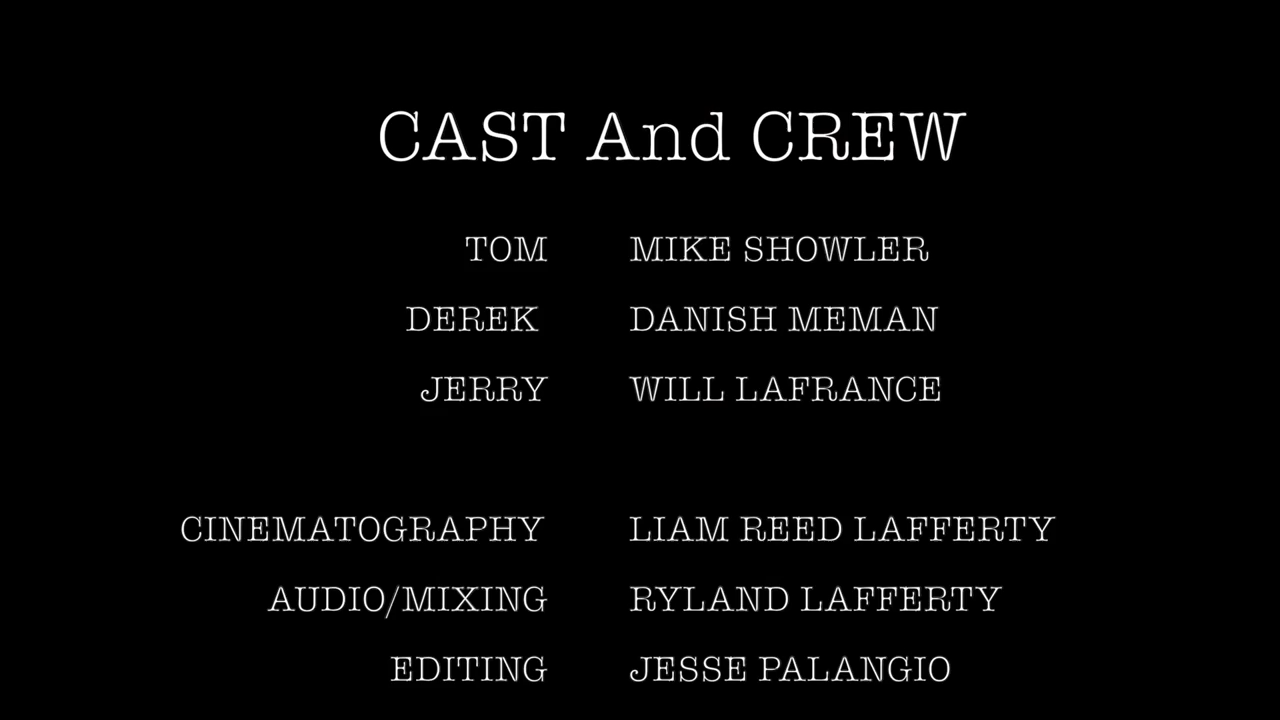 CAST And CREW
TOM MIKE SHOWLER
DEREK DANISH MEMAN
JERRY WILL LAFRANCE
CINEMATOGRAPHY LIAM REED LAFFERTY
AUDIO/MIXING RYLAND LAFFERTY
EDITING JESSE PALANGIO